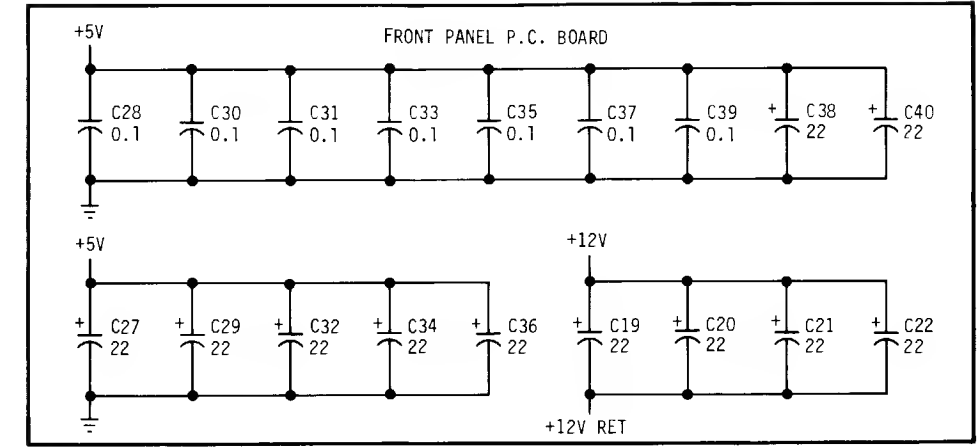 +5V
FRONT PANEL P.C. BOARD
C28 C30 C31 C33 C35 C37 C39 + C38 + C40
0.1 0.1 0.1 0.1 0.1 0.1 0.1 22 22
+5V +12V
+ C27 + C29 + C32 + C34 + C36 + C19 + C20 + C21 + C22
22 22 22 22 22 22 22 22 22
+12V RET